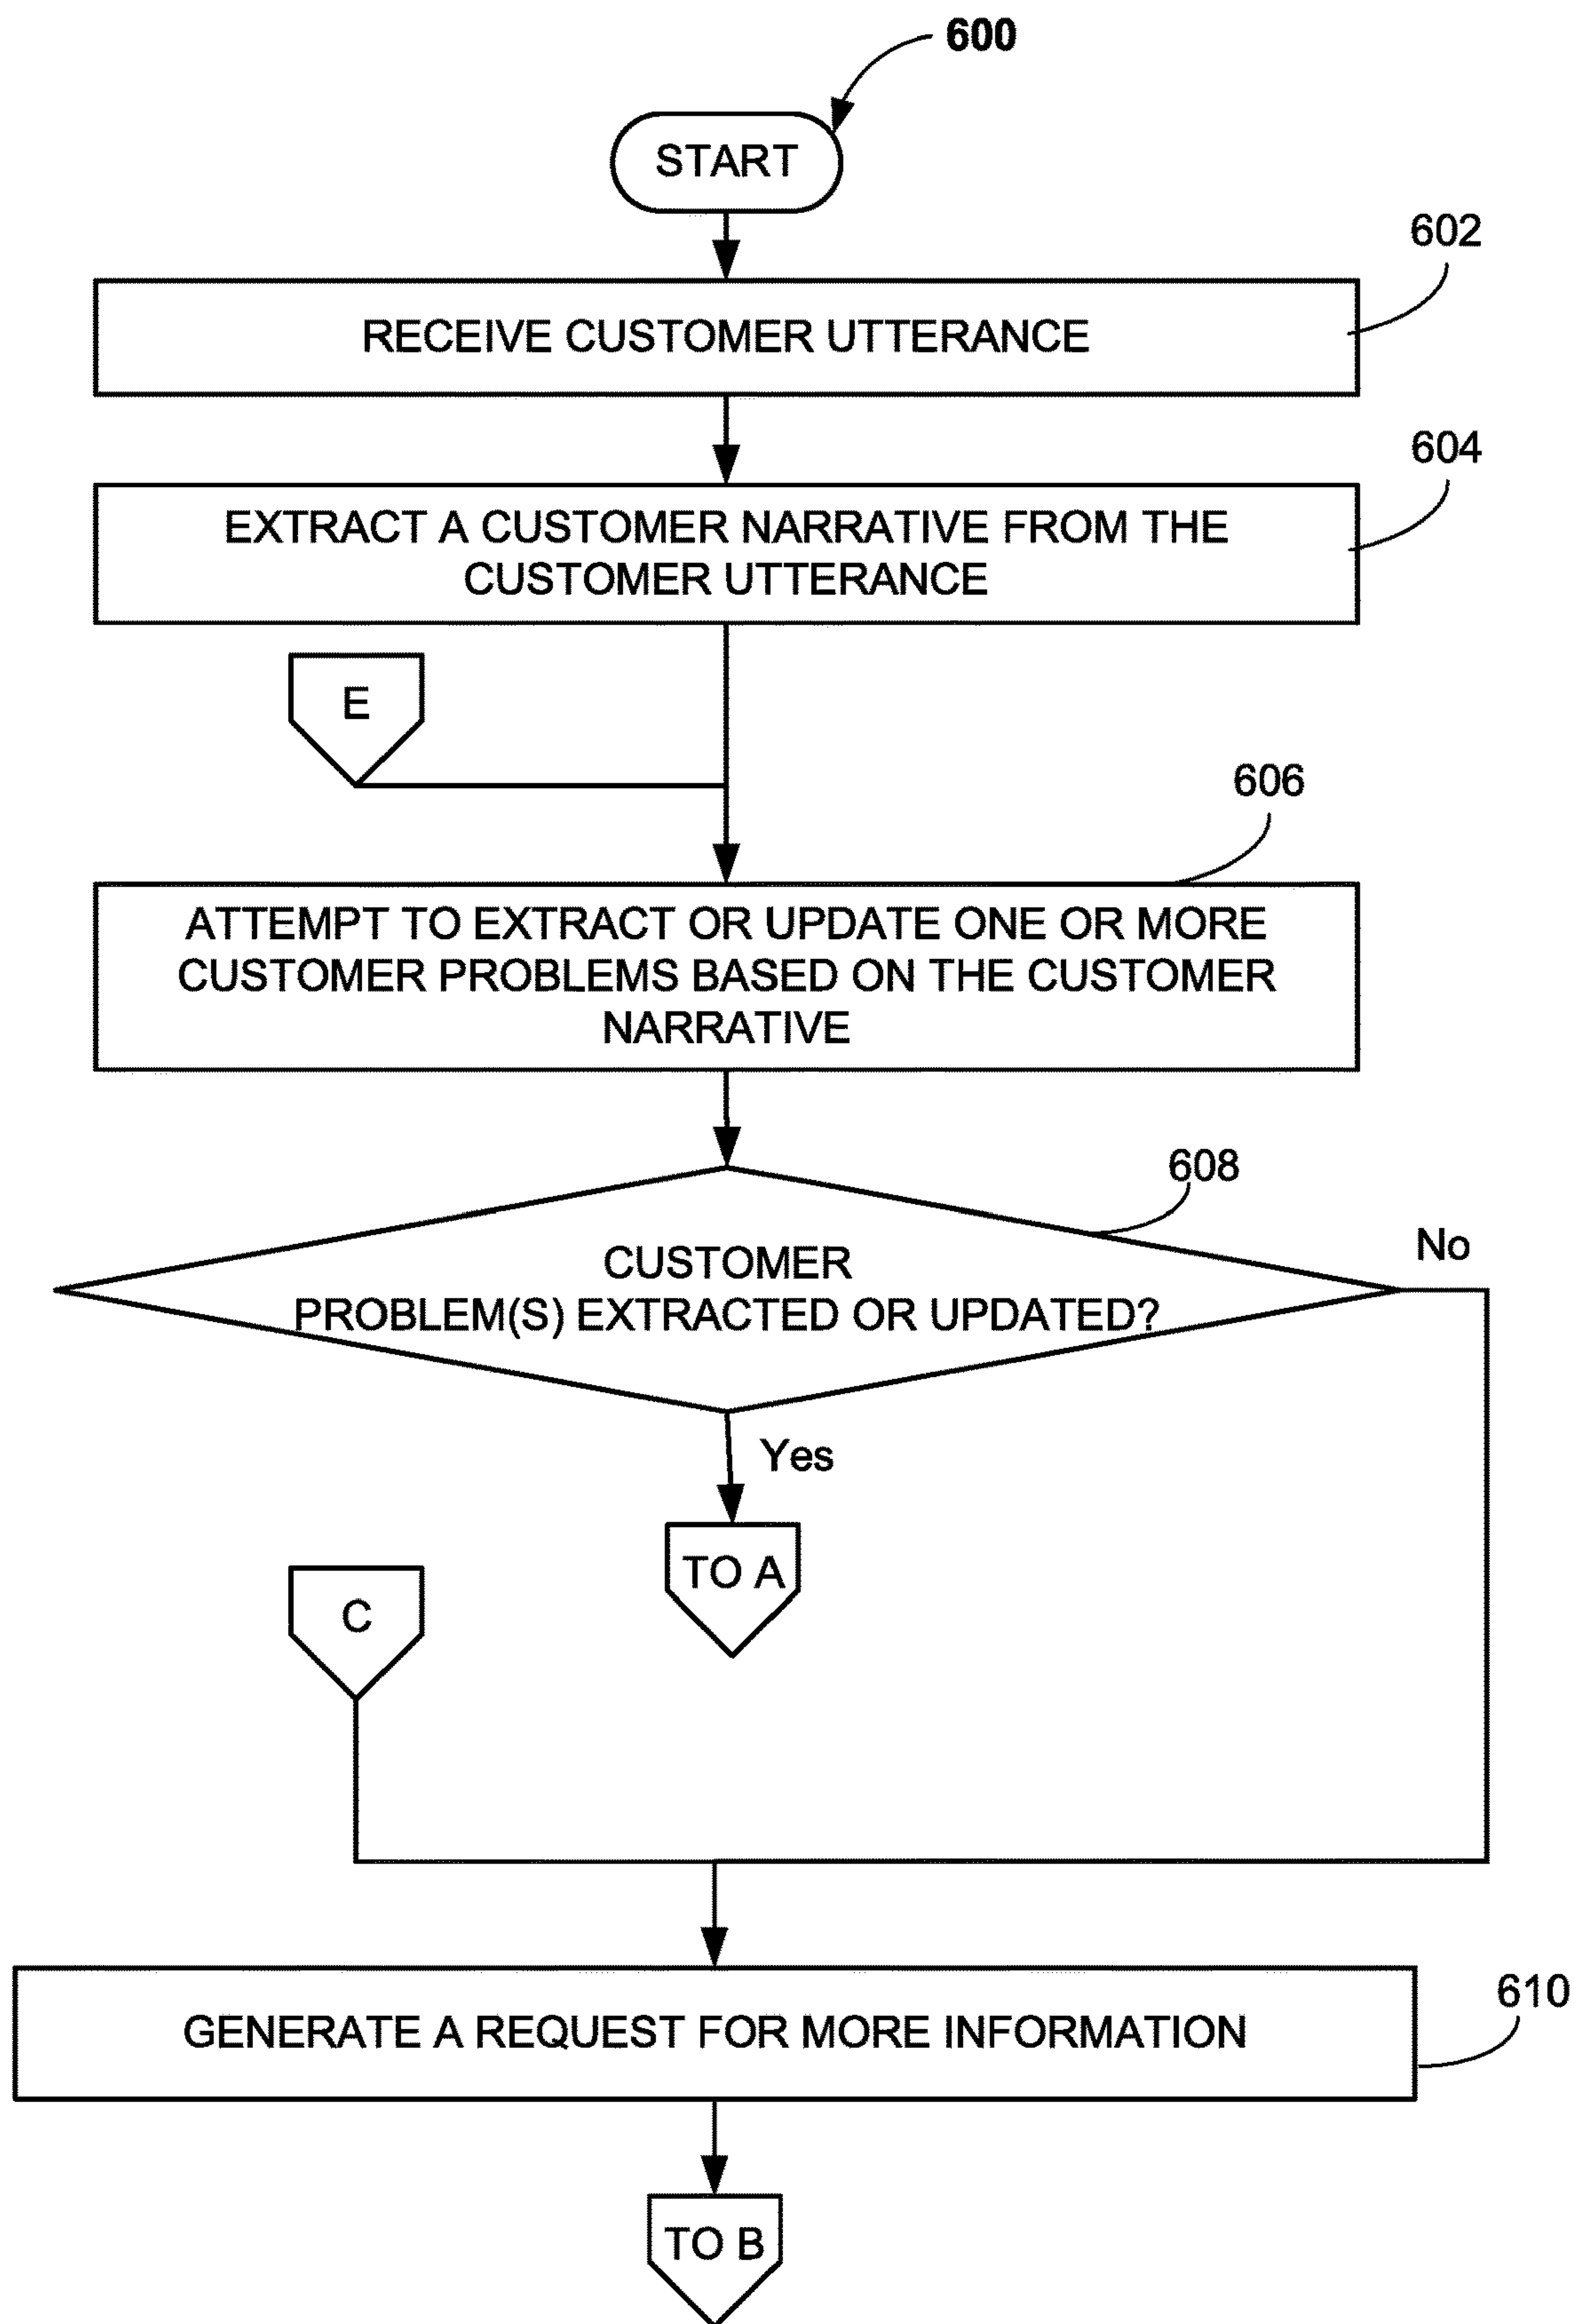 600
START
602
RECEIVE CUSTOMER UTTERANCE
604
EXTRACT A CUSTOMER NARRATIVE FROM THE
CUSTOMER UTTERANCE
E
606
ATTEMPT TO EXTRACT OR UPDATE ONE OR MORE
CUSTOMER PROBLEMS BASED ON THE CUSTOMER
NARRATIVE
608
No
CUSTOMER
PROBLEM(S) EXTRACTED OR UPDATED?
Yes
TO A
C
610
GENERATE A REQUEST FOR MORE INFORMATION
TO B